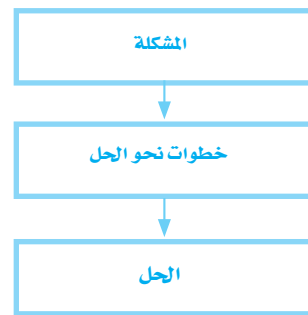 المشكلة
خطوات نحو الحل
الحل